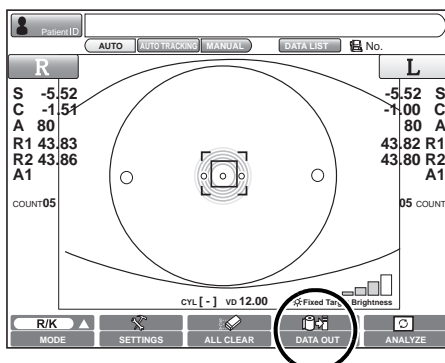 Patient ID
AUTO AUTO TRACKING MANUAL DATA LIST No.
R L
S -5.52 -5.52 S
C -1.51 -1.00 C
A 80 80 A
R1 43.83 43.82 R1
R2 43.86 43.80 R2
A1 A1
COUNT05 05 COUNT
CYL [ - ] VD 12.00 Fixed Target Brightness
R/K
MODE SETTINGS ALL CLEAR DATA OUT ANALYZE